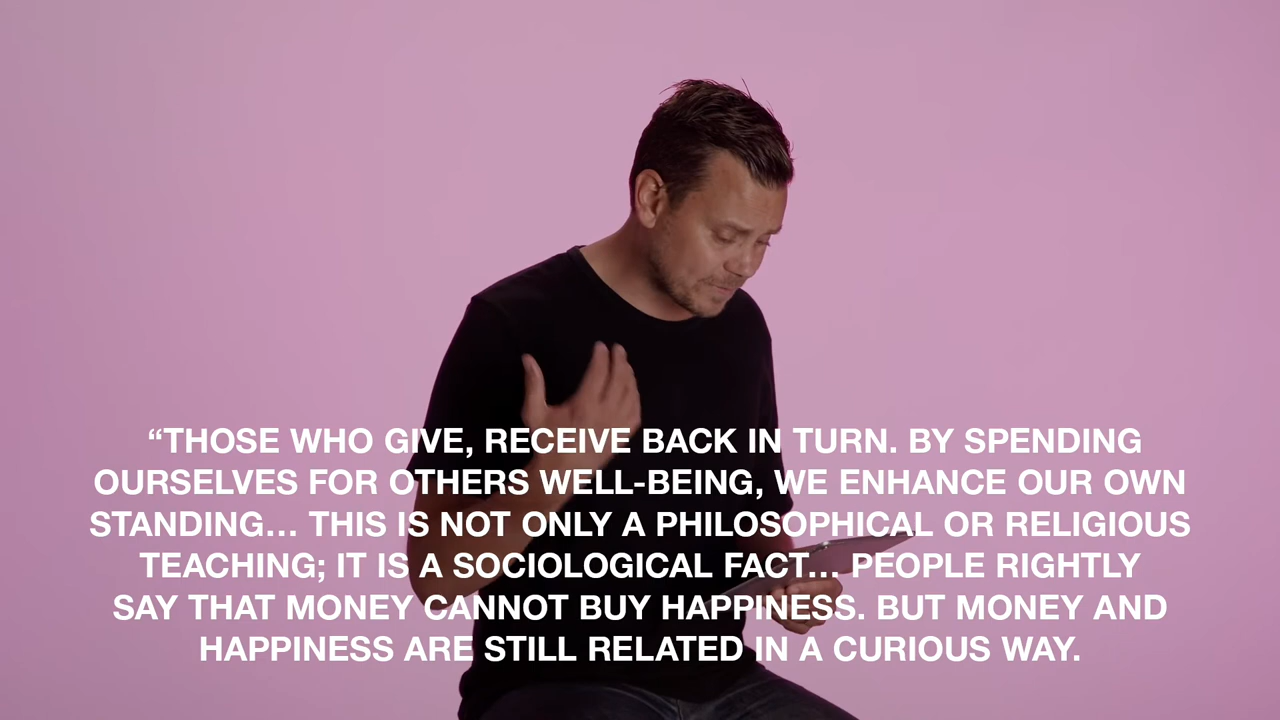 “THOSE WHO GIVE, RECEIVE BACK IN TURN. BY SPENDING
OURSELVES FOR OTHERS WELL-BEING, WE ENHANCE OUR OWN
STANDING... THIS IS NOT ONLY A PHILOSOPHICAL OR RELIGIOUS
TEACHING; IT IS A SOCIOLOGICAL FACT... PEOPLE RIGHTLY
SAY THAT MONEY CANNOT BUY HAPPINESS. BUT MONEY AND
HAPPINESS ARE STILL RELATED IN A CURIOUS WAY.